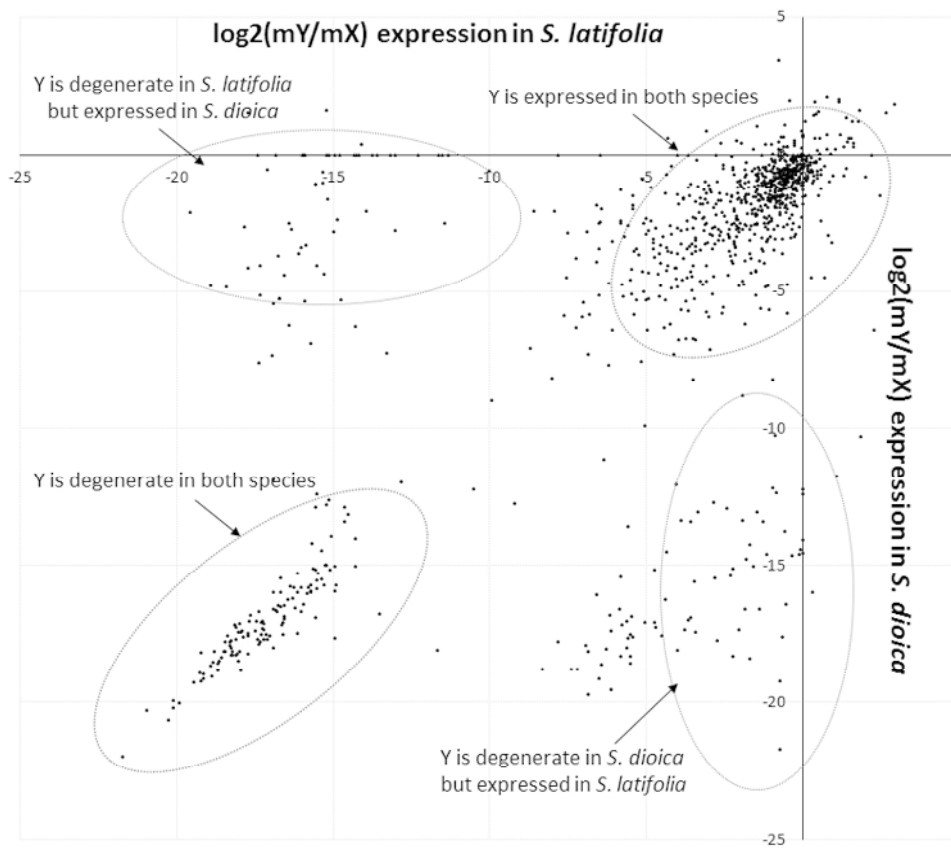 log2(mY/mX) expression in S. latifolia
5
Y is degenerate in S. latifolia
but expressed in S. dioica
Y is expressed in both species
-25
-20
-15
-10
-5
-5
log2(mY/mX) expression in S. dioica
-10
Y is degenerate in both species
-15
-20
Y is degenerate in S. dioica
but expressed in S. latifolia
-25